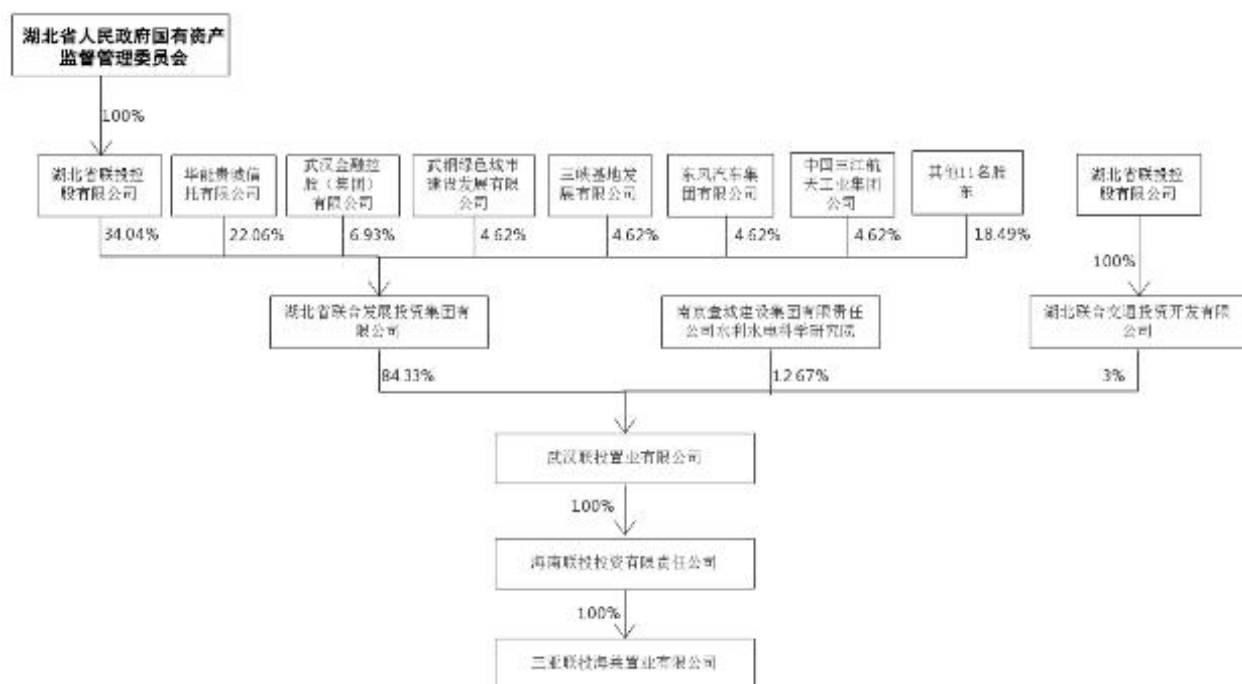 湖北省人民政府国有资产
监督管理委员会
100%
湖北省联投控
股有限公司
华能贵诚信
托有限公司
武汉金融控
股（集团）
有限公司
武钢绿色城市
建设发展有限
公司
三峡基地发
展有限公司
东风汽车集
团有限公司
中国三江航
天工业集团
公司
其他11名股
东
湖北省联投控
股有限公司
34.04%
22.06%
6.93%
4.62%
4.62%
4.62%
4.62%
18.49%
100%
湖北省联合发展投资集团有
限公司
南京壹城建设集团有限责任
公司水利水电科学研究院
湖北联合交通投资开发有限公
司
84.33%
12.67%
3%
武汉联投置业有限公司
100%
海南联投投资有限责任公司
100%
三亚联投海棠置业有限公司